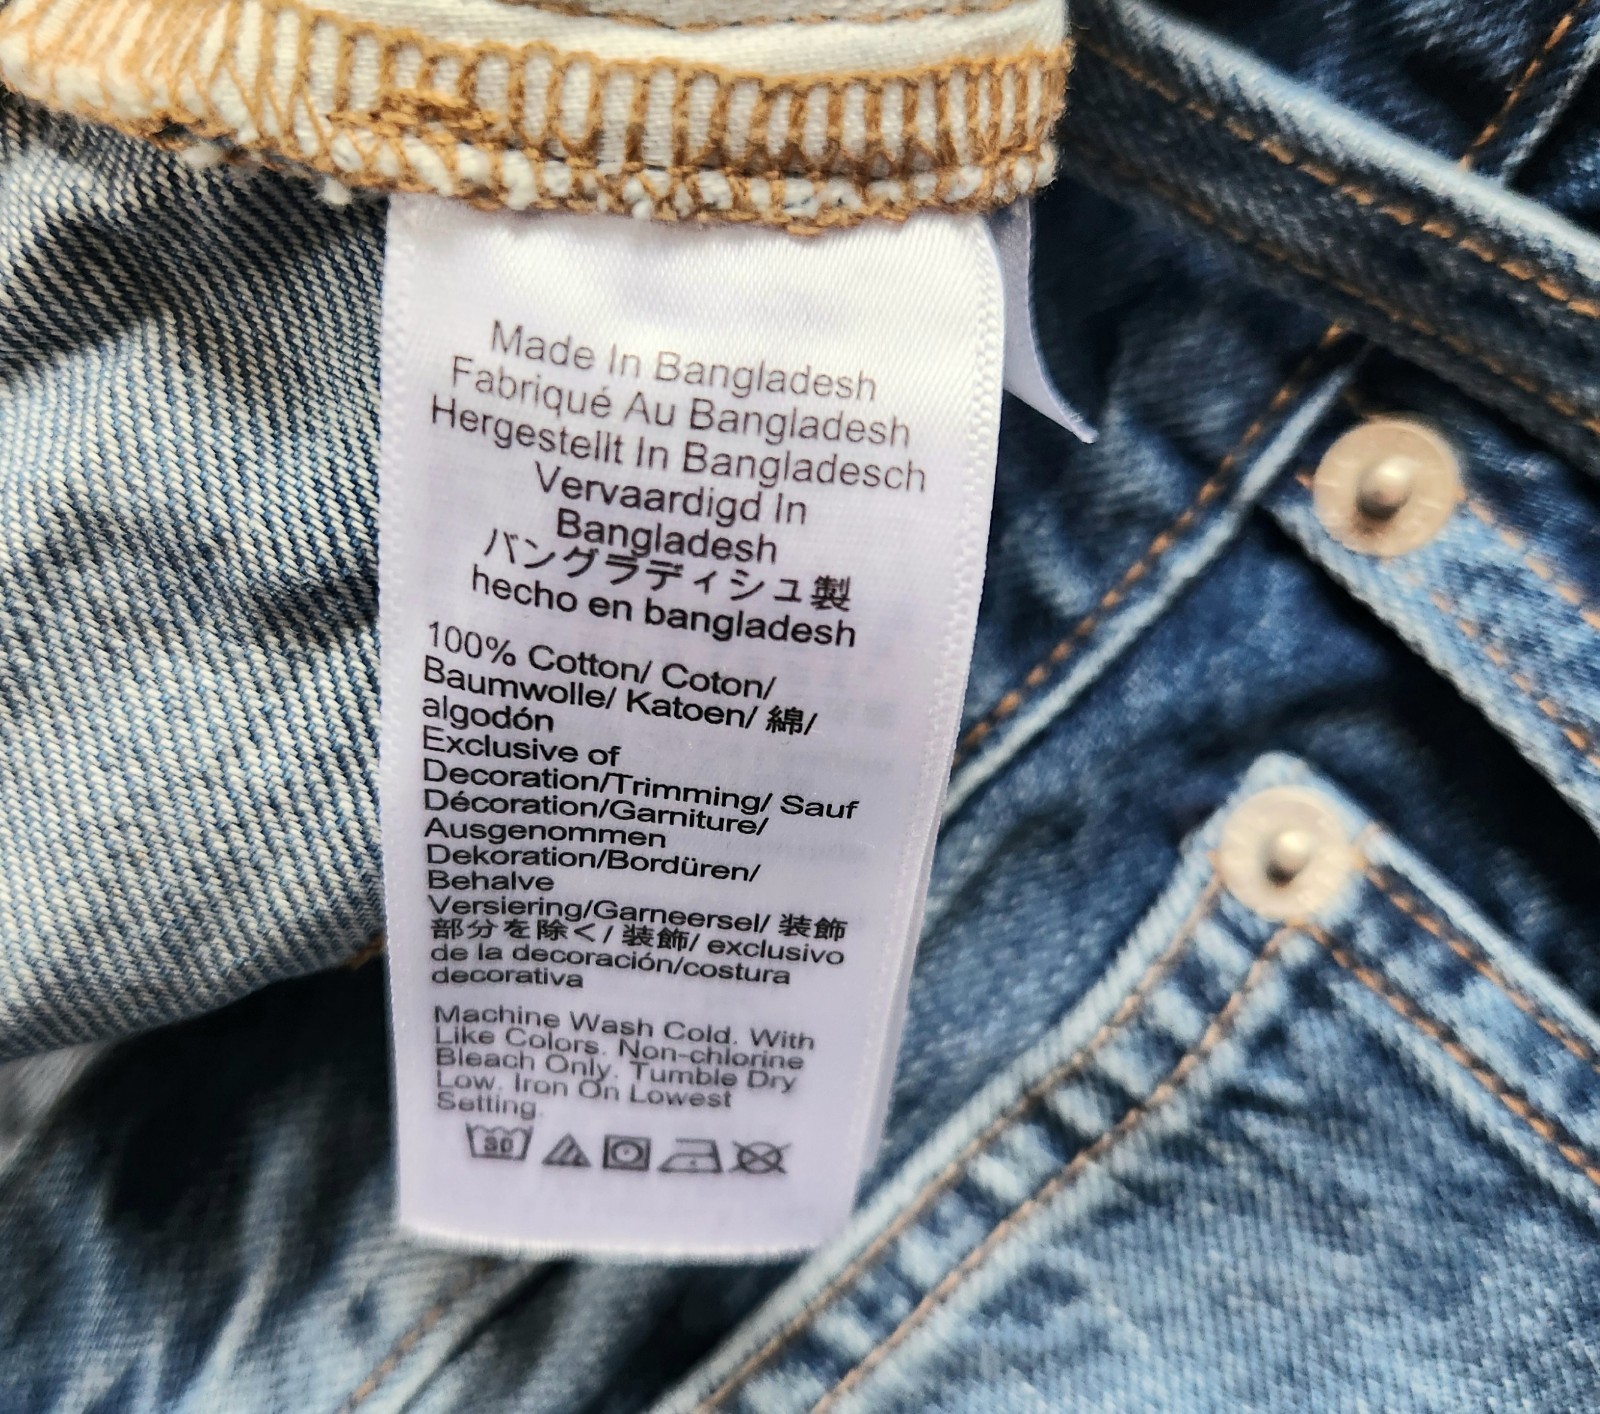 Made In Bangladesh
Fabriqué Au Bangladesh
Hergestellt In Bangladesch
Vervaardigd In
Bangladesh
バングラディシュ製
hecho en bangladesh
100% Cotton/ Coton/
Baumwolle/ Katoen/ 綿/
algodón
Exclusive of
Decoration/Trimming/ Sauf
Décoration/Garniture/
Ausgenommen
Dekoration/Bordüren/
Behalve
Versiering/Garneersel/ 装飾
部分を除く/ 装飾/ exclusivo
de la decoración/costura
decorativa
Machine Wash Cold. With
Like Colors. Non-chlorine
Bleach Only. Tumble Dry
Low. Iron On Lowest
Setting.
30